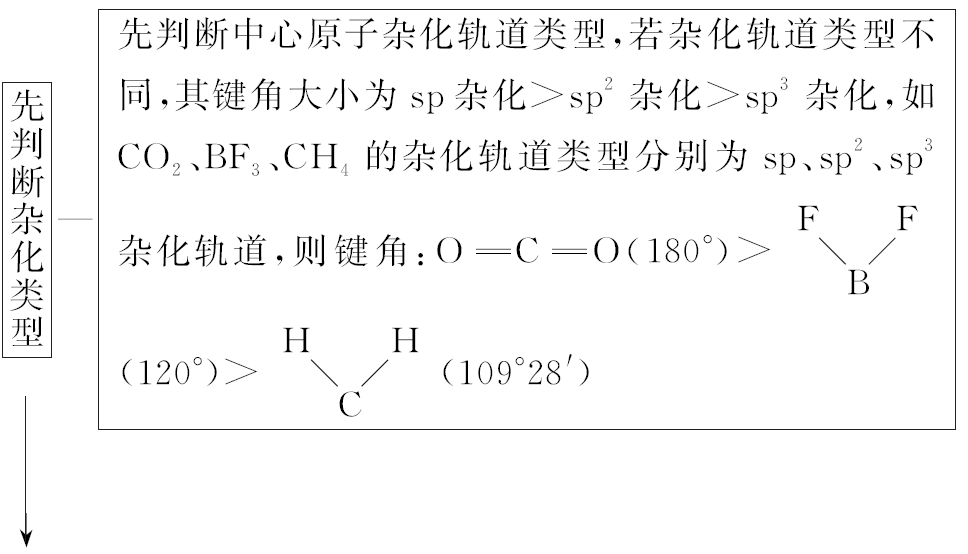 先判断杂化类型
先判断中心原子杂化轨道类型,若杂化轨道类型不
同,其键角大小为 sp 杂化>sp² 杂化>sp³ 杂化,如
CO₂、BF₃、CH₄ 的杂化轨道类型分别为 sp、sp²、sp³
F F
杂化轨道,则键角:O=C=O(180°)>
B
H H
(120°)> (109°28′)
C